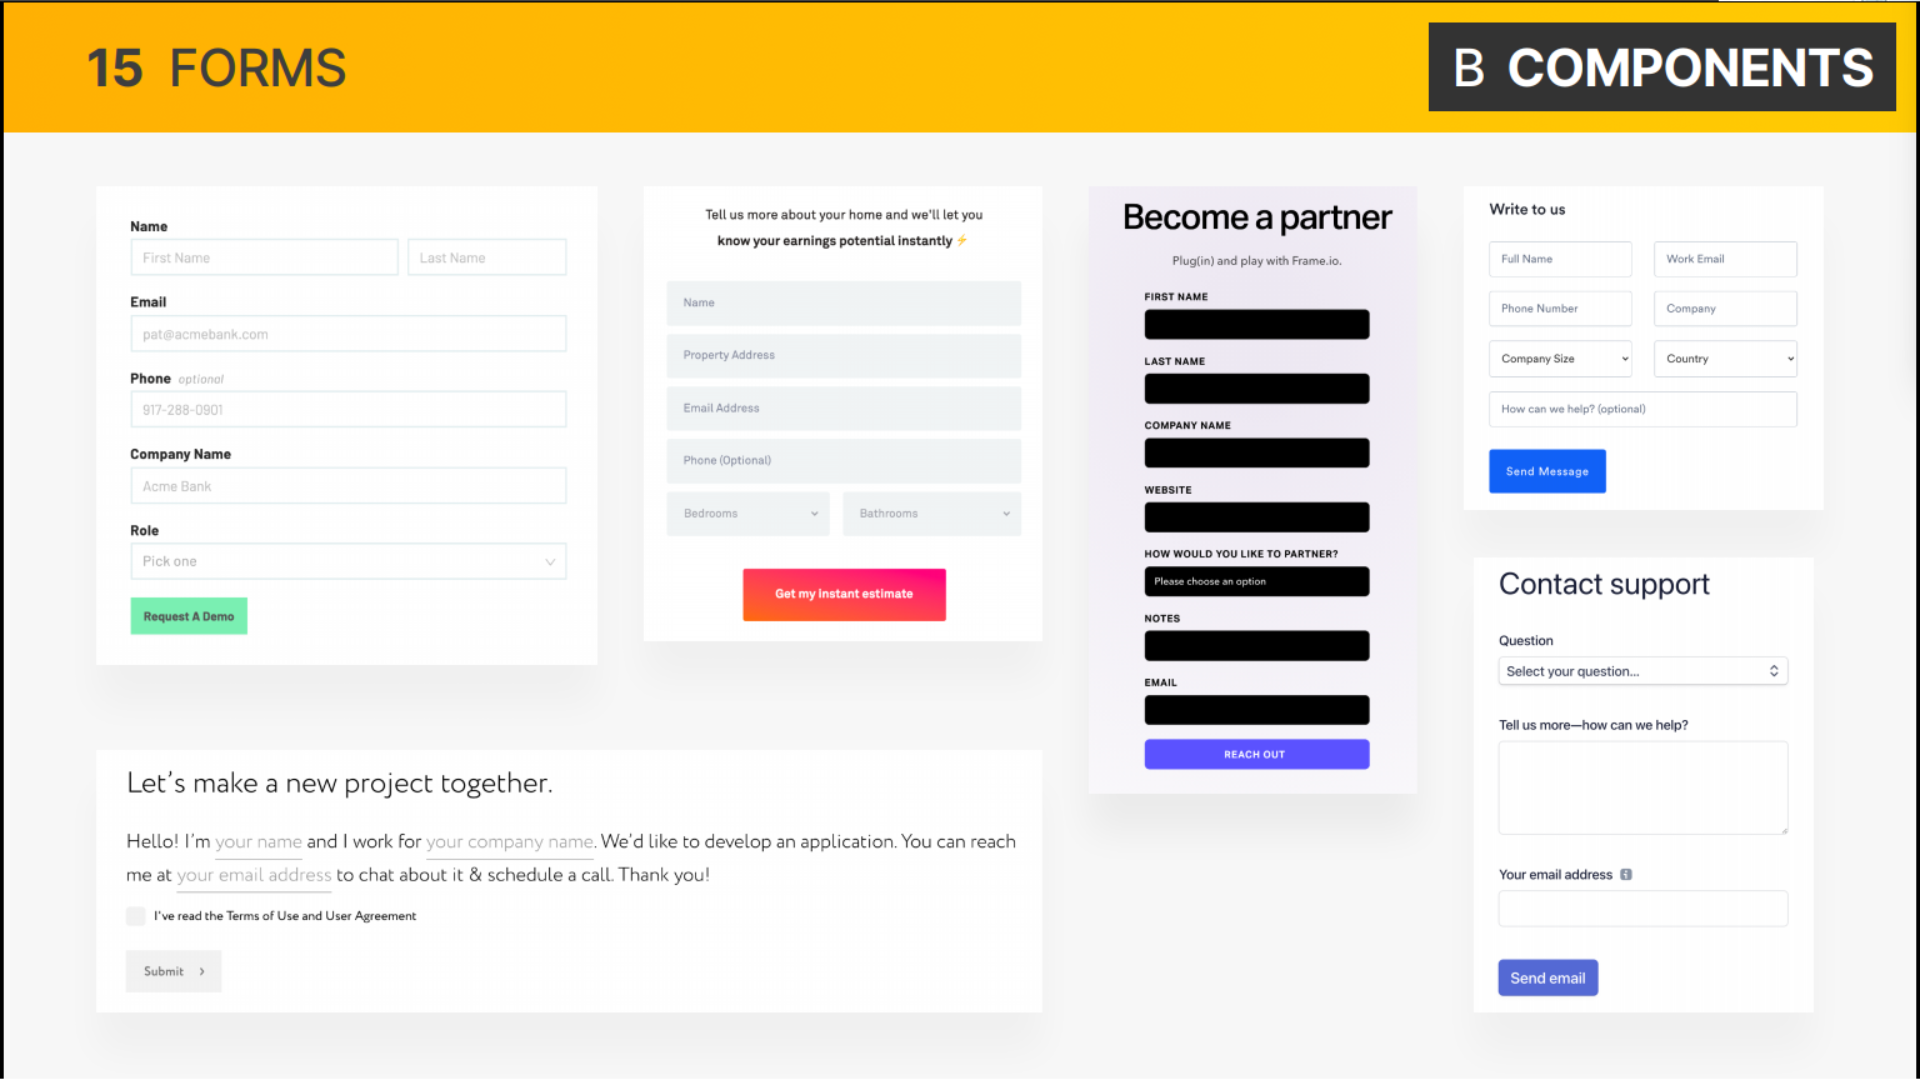 15 FORMS
B COMPONENTS
Name
First Name
Last Name
Email
pat@acmebank.com
Phone optional
917-288-0901
Company Name
Acme Bank
Role
Pick one
Request A Demo
Tell us more about your home and we'll let you
know your earnings potential instantly ⚡
Name
Property Address
Email Address
Phone (Optional)
Bedrooms
Bathrooms
Get my instant estimate
Become a partner
Plug(in) and play with Frame.io.
FIRST NAME
LAST NAME
COMPANY NAME
WEBSITE
HOW WOULD YOU LIKE TO PARTNER?
Please choose an option
NOTES
EMAIL
REACH OUT
Write to us
Full Name
Work Email
Phone Number
Company
Company Size
Country
How can we help? (optional)
Send Message
Contact support
Question
Select your question...
Tell us more—how can we help?
Your email address
Send email
Let's make a new project together.
Hello! I'm your name and I work for your company name. We'd like to develop an application. You can reach
me at your email address to chat about it & schedule a call. Thank you!
I've read the Terms of Use and User Agreement
Submit